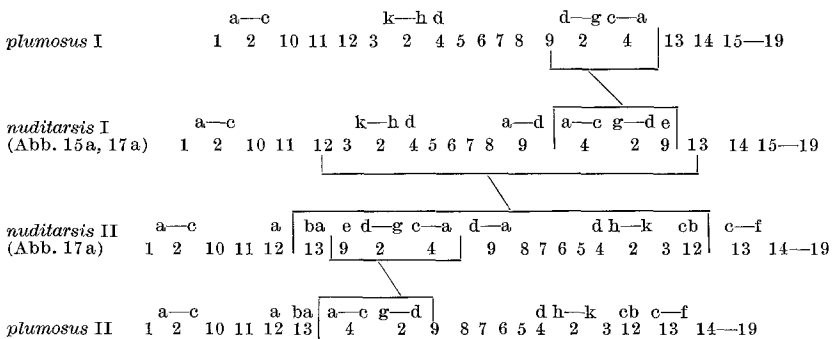 a—c k—h d d—g c—a
plumosus I 1 2 10 11 12 3 2 4 5 6 7 8 9 2 4 13 14 15—19
a—c k—h d a—d a—c g—d e
nuditarsis I
(Abb. 15a, 17a) 1 2 10 11 12 3 2 4 5 6 7 8 9 4 2 9 13 14 15—19
a—c a ba e d—g c—a d—a d h—k cb c—f
nuditarsis II
(Abb. 17a) 1 2 10 11 12 13 9 2 4 9 8 7 6 5 4 2 3 12 13 14—19
a—c a ba a—c g—d d h—k cb c—f
plumosus II 1 2 10 11 12 13 4 2 9 8 7 6 5 4 2 3 12 13 14—19